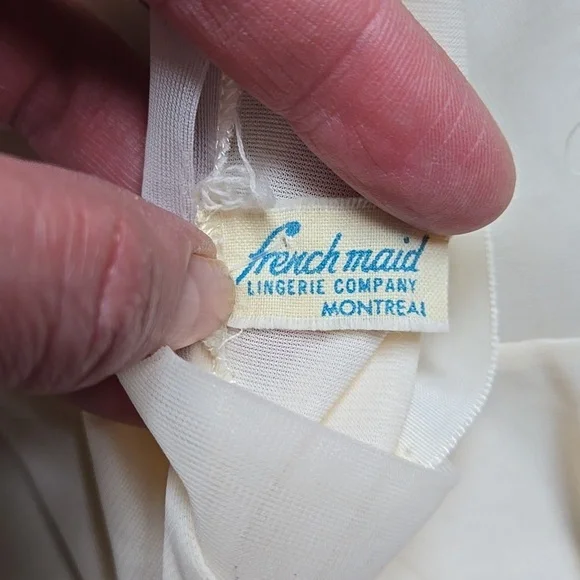 french maid
LINGERIE COMPANY
MONTREAL